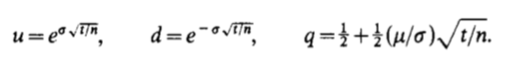 u = e^{σ√(t/n)},    d = e^{-σ√(t/n)},    q = ½ + ½(μ/σ)√(t/n).